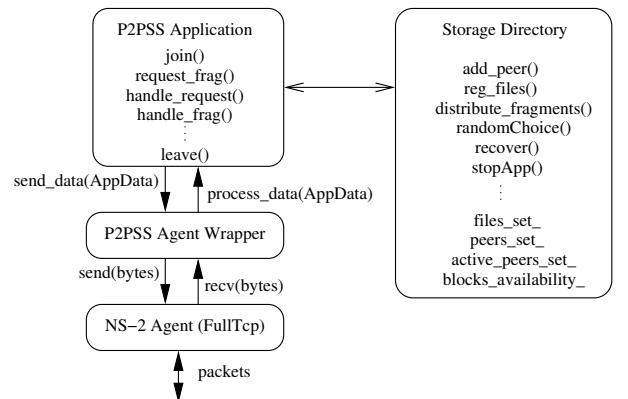 P2PSS Application
join()
request_frag()
handle_request()
handle_frag()
leave()
send_data(AppData)
process_data(AppData)
P2PSS Agent Wrapper
send(bytes)
recv(bytes)
NS−2 Agent (FullTcp)
packets
Storage Directory
add_peer()
reg_files()
distribute_fragments()
randomChoice()
recover()
stopApp()
files_set_
peers_set_
active_peers_set_
blocks_availability_